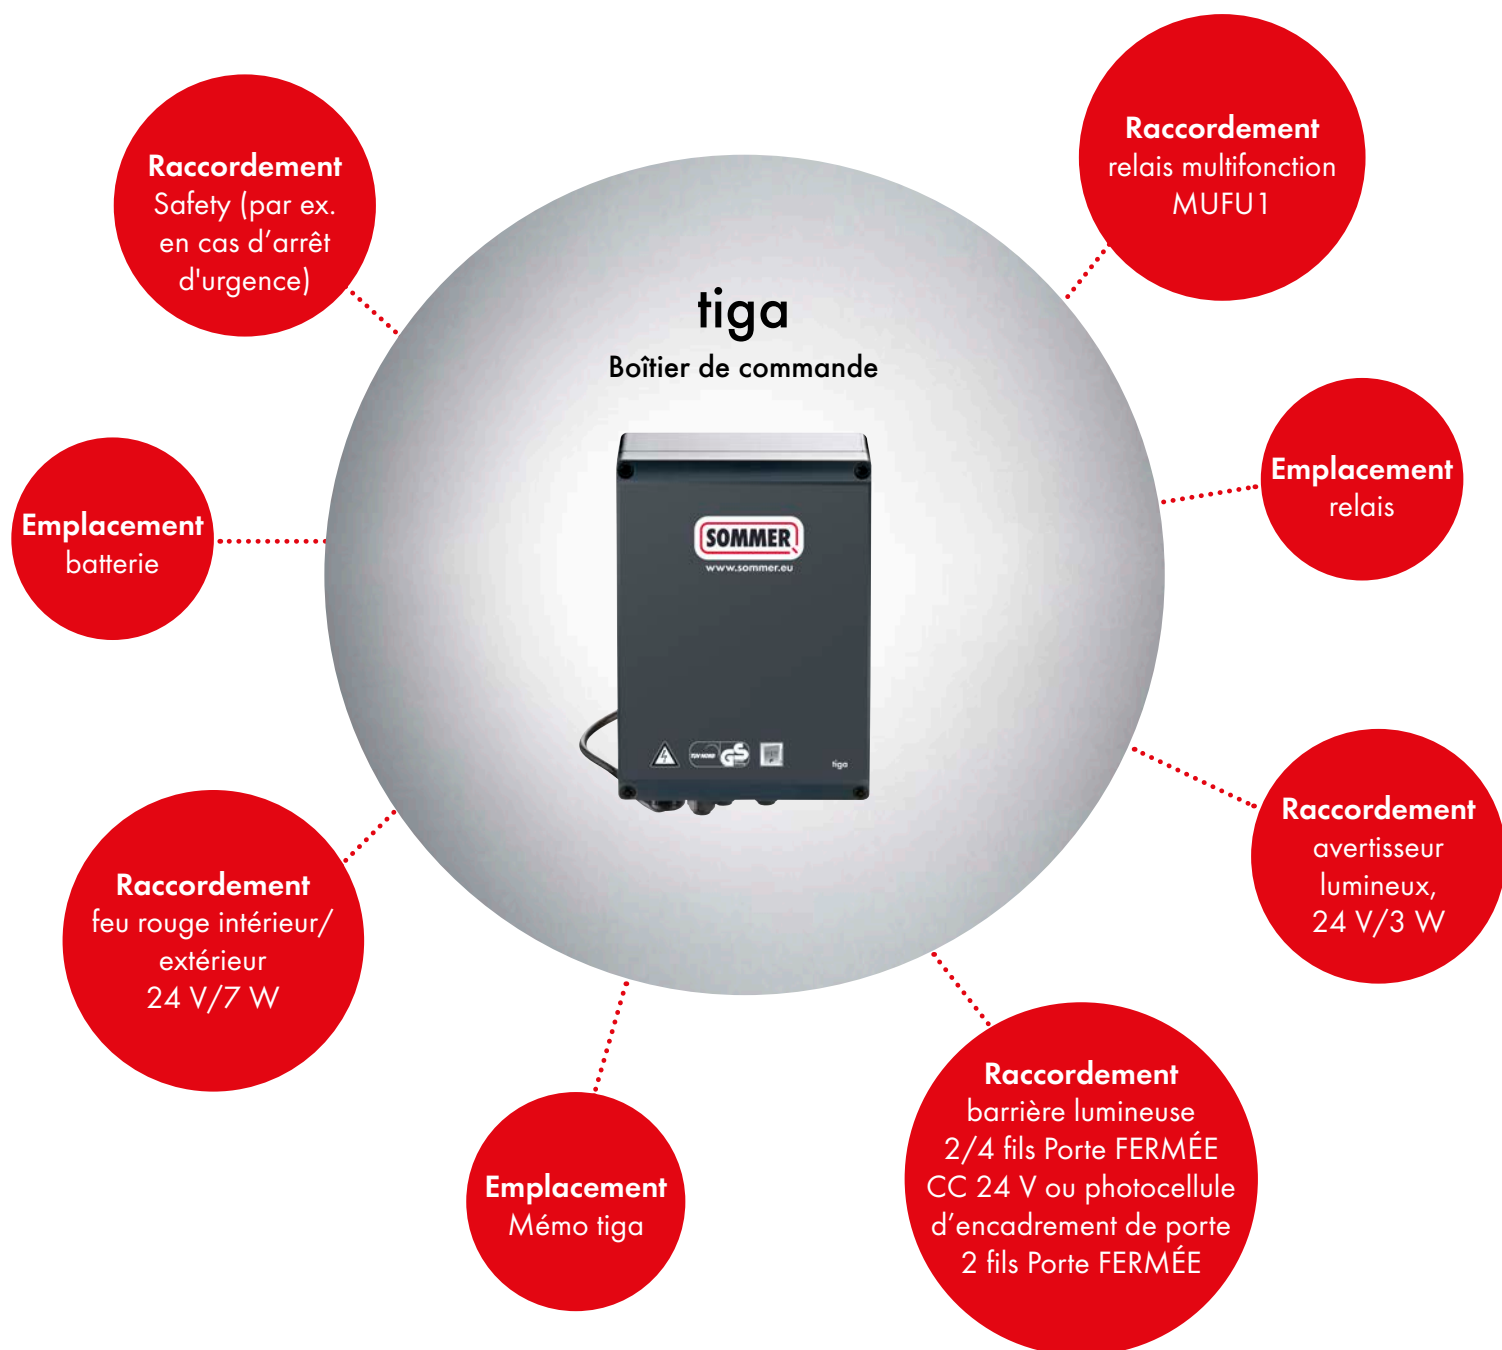 Raccordement
Safety (par ex.
en cas d’arrêt
d'urgence)
Raccordement
relais multifonction
MUFU1
tiga
Boîtier de commande
Emplacement
batterie
Emplacement
relais
SOMMER
www.sommer.eu
TÜV NORD
GS
tiga
Raccordement
feu rouge intérieur/
extérieur
24 V/7 W
Raccordement
avertisseur
lumineux,
24 V/3 W
Emplacement
Mémo tiga
Raccordement
barrière lumineuse
2/4 fils Porte FERMÉE
CC 24 V ou photocellule
d’encadrement de porte
2 fils Porte FERMÉE